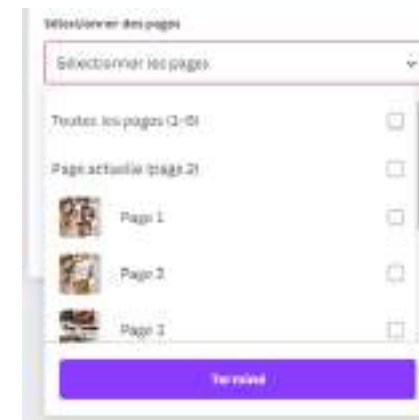 Sélectionner des pages
Sélectionner les pages
Toutes les pages (1-6)
Page actuelle (page 2)
Page 1
Page 2
Page 3
Terminé